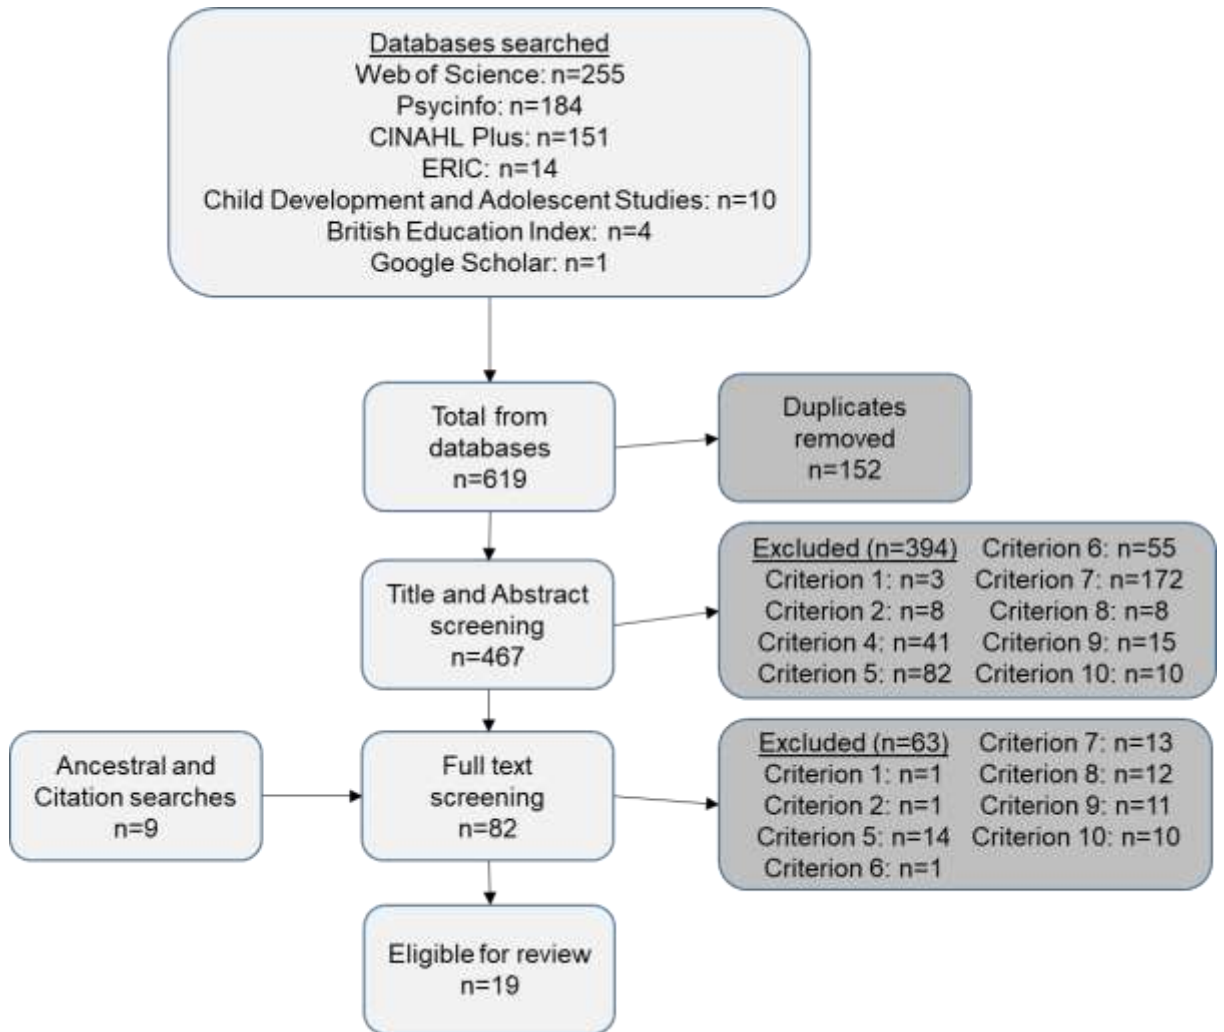 Databases searched
Web of Science: n=255
Psycinfo: n=184
CINAHL Plus: n=151
ERIC: n=14
Child Development and Adolescent Studies: n=10
British Education Index: n=4
Google Scholar: n=1
Total from
databases
n=619
Duplicates
removed
n=152
Title and Abstract
screening
n=467
Excluded (n=394)
Criterion 1: n=3
Criterion 2: n=8
Criterion 4: n=41
Criterion 5: n=82
Criterion 6: n=55
Criterion 7: n=172
Criterion 8: n=8
Criterion 9: n=15
Criterion 10: n=10
Ancestral and
Citation searches
n=9
Full text
screening
n=82
Excluded (n=63)
Criterion 1: n=1
Criterion 2: n=1
Criterion 5: n=14
Criterion 6: n=1
Criterion 7: n=13
Criterion 8: n=12
Criterion 9: n=11
Criterion 10: n=10
Eligible for review
n=19